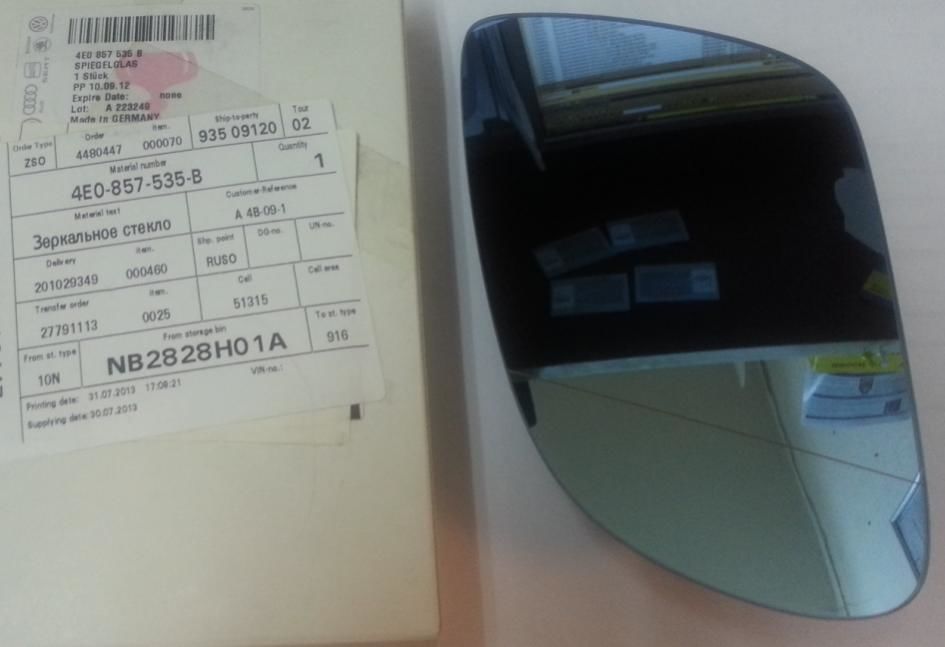 4E0 857 535 B
SPIEGELGLAS
1 Stück
PP 10.09.12
Expire Date: none
Lot: A 223249
Made in GERMANY
SEAT
Order Type Order Item. Ship-to-party Tour
ZSO 4480447 000070 935 09120 02
Material number Quantity
4E0-857-535-B 1
Material text Customer-Reference
Зеркальное стекло A 4B-09-1
Delivery Item. Shp. point DG-no. UN-no.
201029349 000460 RUSO
Transfer order Item. Cell Cell area
27791113 0025 51315
From st. type From storage bin To st. type
10N NB2828H01A 916
Printing date: 31.07.2013 17:09:21 VIN-no.:
Supplying date: 30.07.2013